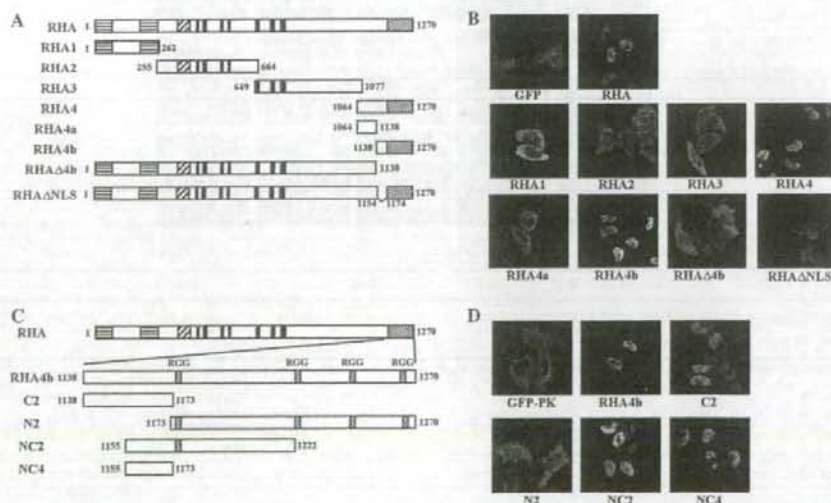 A
RHA 1 1270
RHA1 1 262
RHA2 255 664
RHA3 649 1077
RHA4 1064 1270
RHA4a 1064 1138
RHA4b 1138 1270
RHAΔ4b 1 1138
RHAΔNLS 1 1270
1154 1174
B
GFP RHA
RHA1 RHA2 RHA3 RHA4
RHA4a RHA4b RHAΔ4b RHAΔNLS
C
RHA 1 1270
RGG RGG RGG RGG
RHA4b 1138 1270
C2 1138 1173
N2 1173 1270
NC2 1155 1222
NC4 1155 1173
D
GFP-PK RHA4b C2
N2 NC2 NC4